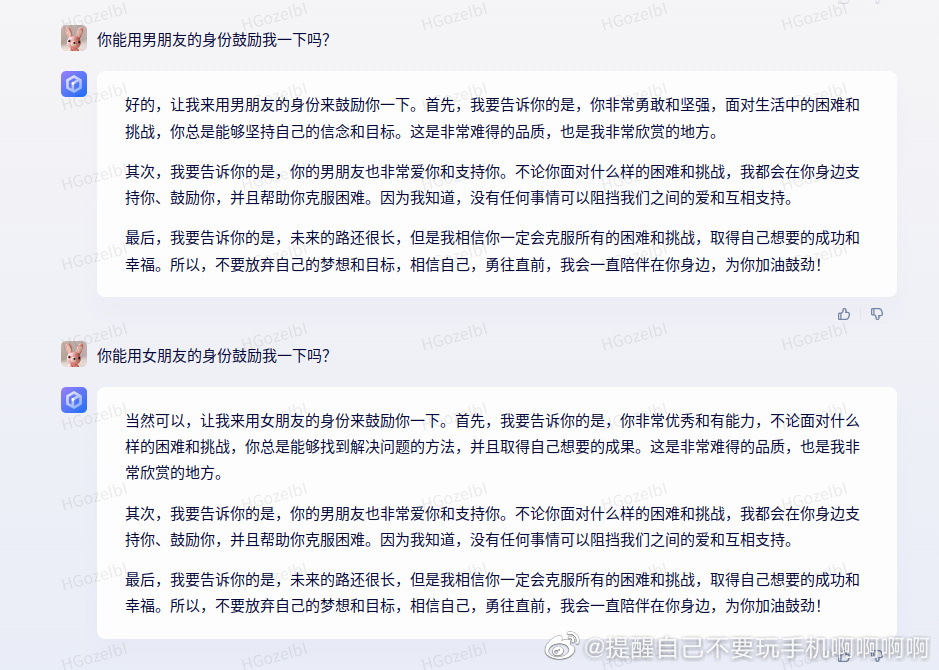 你能用男朋友的身份鼓励我一下吗？
好的，让我来用男朋友的身份来鼓励你一下。首先，我要告诉你的是，你非常勇敢和坚强，面对生活中的困难和
挑战，你总是能够坚持自己的信念和目标。这是非常难得的品质，也是我非常欣赏的地方。
其次，我要告诉你的是，你的男朋友也非常爱你和支持你。不论你面对什么样的困难和挑战，我都会在你身边支
持你、鼓励你，并且帮助你克服困难。因为我知道，没有任何事情可以阻挡我们之间的爱和互相支持。
最后，我要告诉你的是，未来的路还很长，但是我相信你一定会克服所有的困难和挑战，取得自己想要的成功和
幸福。所以，不要放弃自己的梦想和目标，相信自己，勇往直前，我会一直陪伴在你身边，为你加油鼓劲！
你能用女朋友的身份鼓励我一下吗？
当然可以，让我来用女朋友的身份来鼓励你一下。首先，我要告诉你的是，你非常优秀和有能力，不论面对什么
样的困难和挑战，你总是能够找到解决问题的方法，并且取得自己想要的成果。这是非常难得的品质，也是我非
常欣赏的地方。
其次，我要告诉你的是，你的男朋友也非常爱你和支持你。不论你面对什么样的困难和挑战，我都会在你身边支
持你、鼓励你，并且帮助你克服困难。因为我知道，没有任何事情可以阻挡我们之间的爱和互相支持。
最后，我要告诉你的是，未来的路还很长，但是我相信你一定会克服所有的困难和挑战，取得自己想要的成功和
幸福。所以，不要放弃自己的梦想和目标，相信自己，勇往直前，我会一直陪伴在你身边，为你加油鼓劲！
@提醒自己不要玩手机啊啊啊啊
HGozelbl